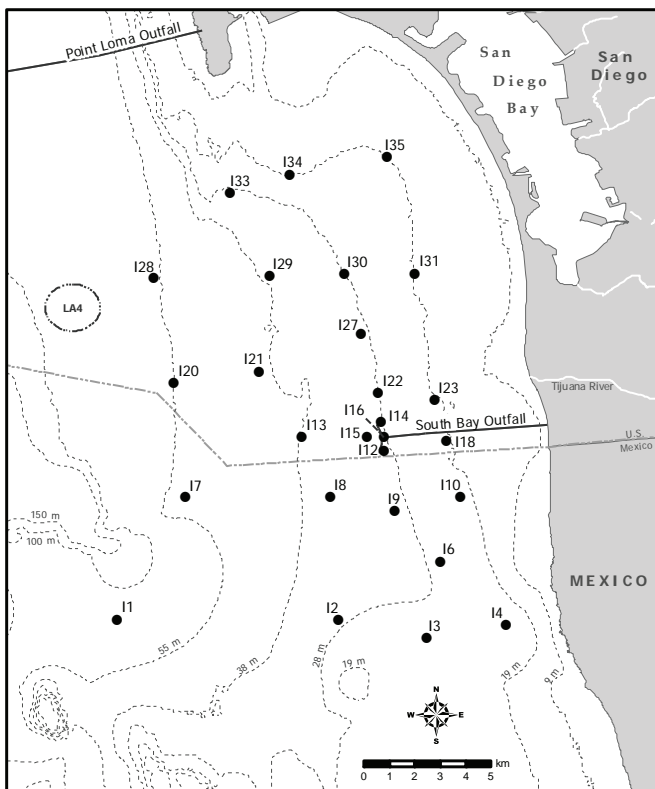 Point Loma Outfall
San
Diego
Bay
San
Diego
I35
I34
I33
I28
I29
I30
I31
LA4
I27
I21
I20
I22
I23
Tijuana River
I16
I14
South Bay Outfall
I13
I15
I18
U.S.
Mexico
I12
I7
I8
I10
I9
150 m
100 m
I6
MEXICO
I1
I2
I4
I3
55 m
38 m
28 m
19 m
19 m
9 m
N
W
E
S
km
0 1 2 3 4 5